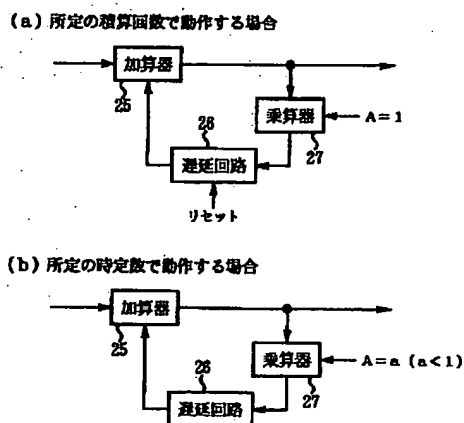 (a)所定の積算回数で動作する場合
加算器
25
乗算器
A=1
26
27
遅延回路
リセット
(b)所定の時定数で動作する場合
加算器
25
乗算器
A=a (a<1)
26
27
遅延回路